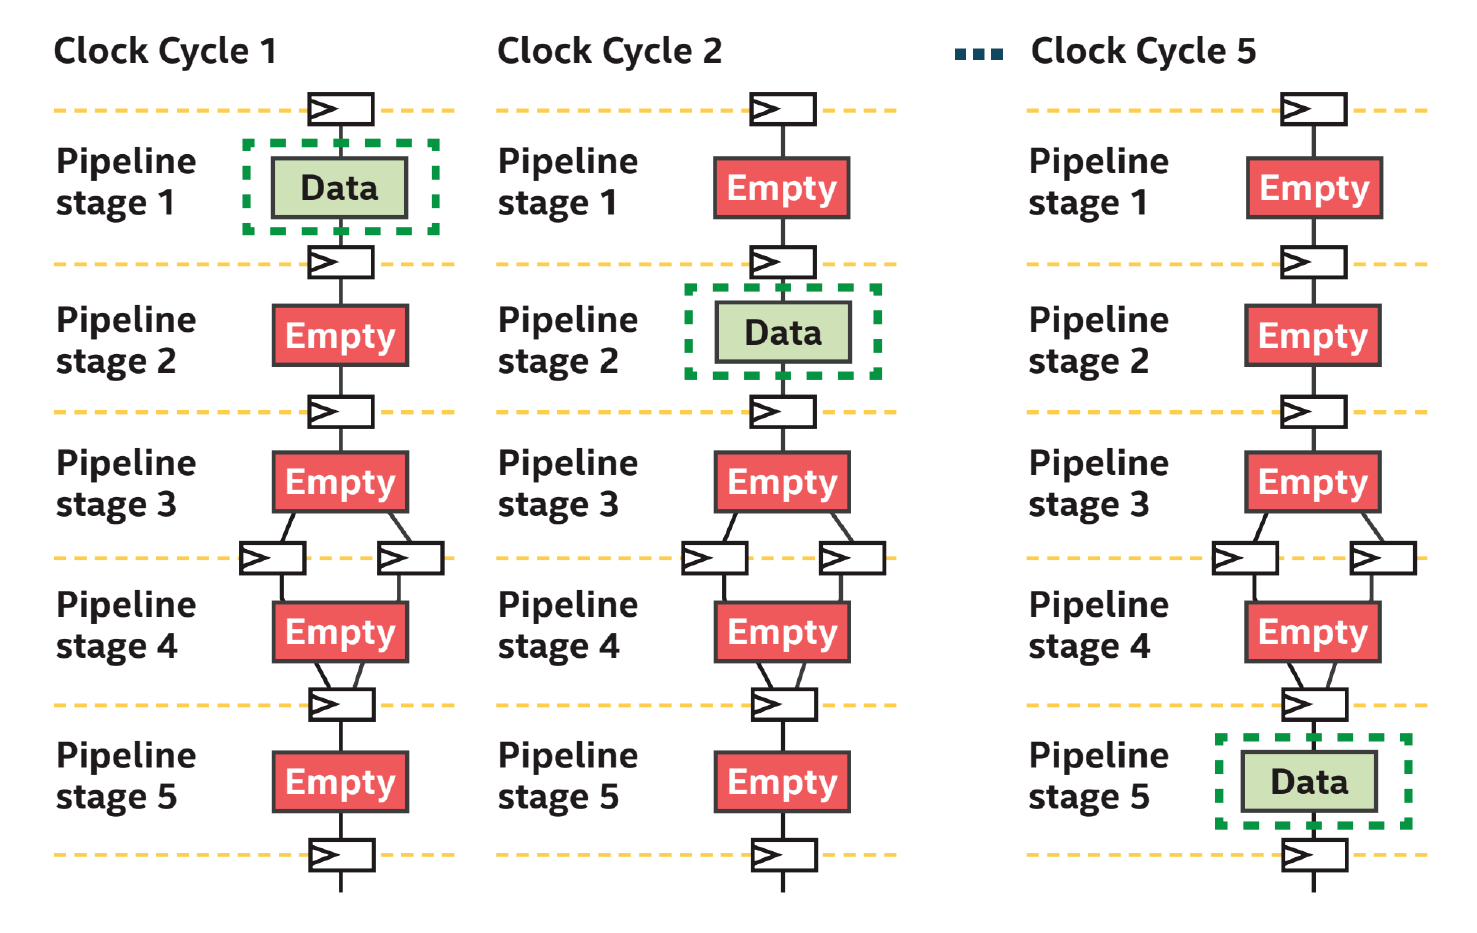 Clock Cycle 1
Pipeline
stage 1
Data
Pipeline
stage 2
Empty
Pipeline
stage 3
Empty
Pipeline
stage 4
Empty
Pipeline
stage 5
Empty
Clock Cycle 2
Pipeline
stage 1
Empty
Pipeline
stage 2
Data
Pipeline
stage 3
Empty
Pipeline
stage 4
Empty
Pipeline
stage 5
Empty
Clock Cycle 5
Pipeline
stage 1
Empty
Pipeline
stage 2
Empty
Pipeline
stage 3
Empty
Pipeline
stage 4
Empty
Pipeline
stage 5
Data